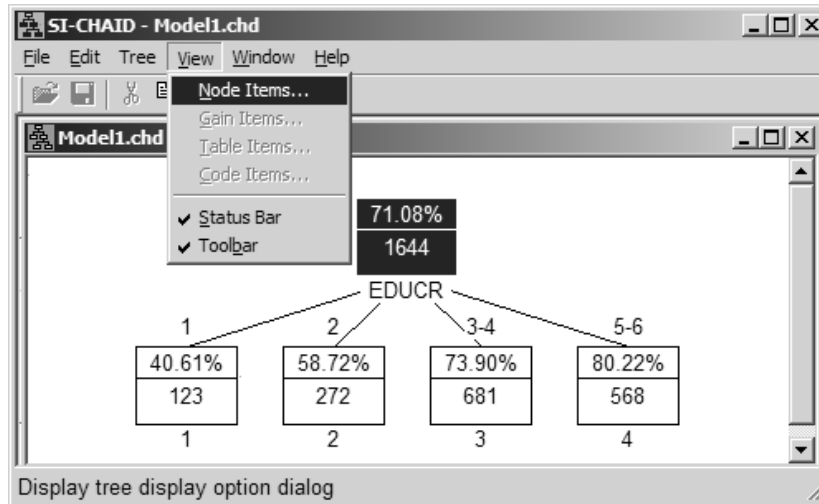 SI-CHAID - Model1.chd
File Edit Tree View Window Help
Node Items...
Gain Items...
Table Items...
Code Items...
Status Bar
Toolbar
Model1.chd
71.08%
1644
EDUCR
1 2 3-4 5-6
40.61% 58.72% 73.90% 80.22%
123 272 681 568
1 2 3 4
Display tree display option dialog